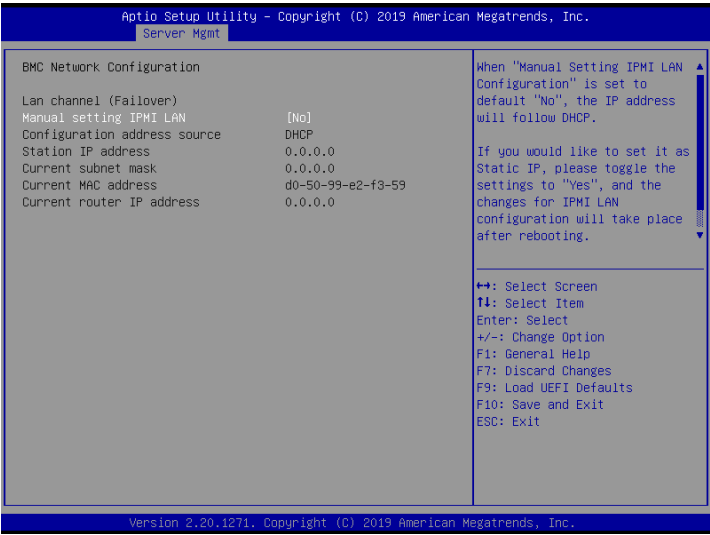 Aptio Setup Utility – Copyright (C) 2019 American Megatrends, Inc.
Server Mgmt
BMC Network Configuration
Lan channel (Failover)
Manual setting IPMI LAN [No]
Configuration address source DHCP
Station IP address 0.0.0.0
Current subnet mask 0.0.0.0
Current MAC address d0-50-99-e2-f3-59
Current router IP address 0.0.0.0
When "Manual Setting IPMI LAN
Configuration" is set to
default "No", the IP address
will follow DHCP.
If you would like to set it as
Static IP, please toggle the
settings to "Yes", and the
changes for IPMI LAN
configuration will take place
after rebooting.
↔: Select Screen
↑↓: Select Item
Enter: Select
+/-: Change Option
F1: General Help
F7: Discard Changes
F9: Load UEFI Defaults
F10: Save and Exit
ESC: Exit
Version 2.20.1271. Copyright (C) 2019 American Megatrends, Inc.